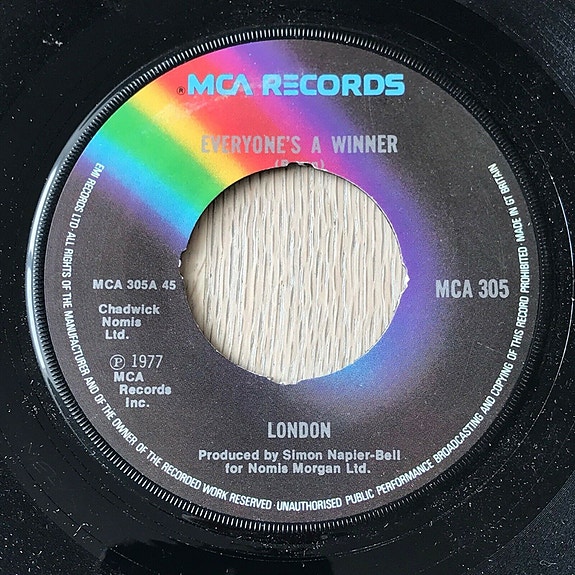 ® MCA RECORDS
EVERYONE'S A WINNER
MCA 305A 45
MCA 305
Chadwick
Nomis
Ltd.
Ⓟ 1977
MCA
Records
Inc.
LONDON
Produced by Simon Napier-Bell
for Nomis Morgan Ltd.
EMI RECORDS LTD·ALL RIGHTS OF THE MANUFACTURER AND OF THE OWNER OF THE RECORDED WORK RESERVED·UNAUTHORISED PUBLIC PERFORMANCE BROADCASTING AND COPYING OF THIS RECORD PROHIBITED·MADE IN GT BRITAIN